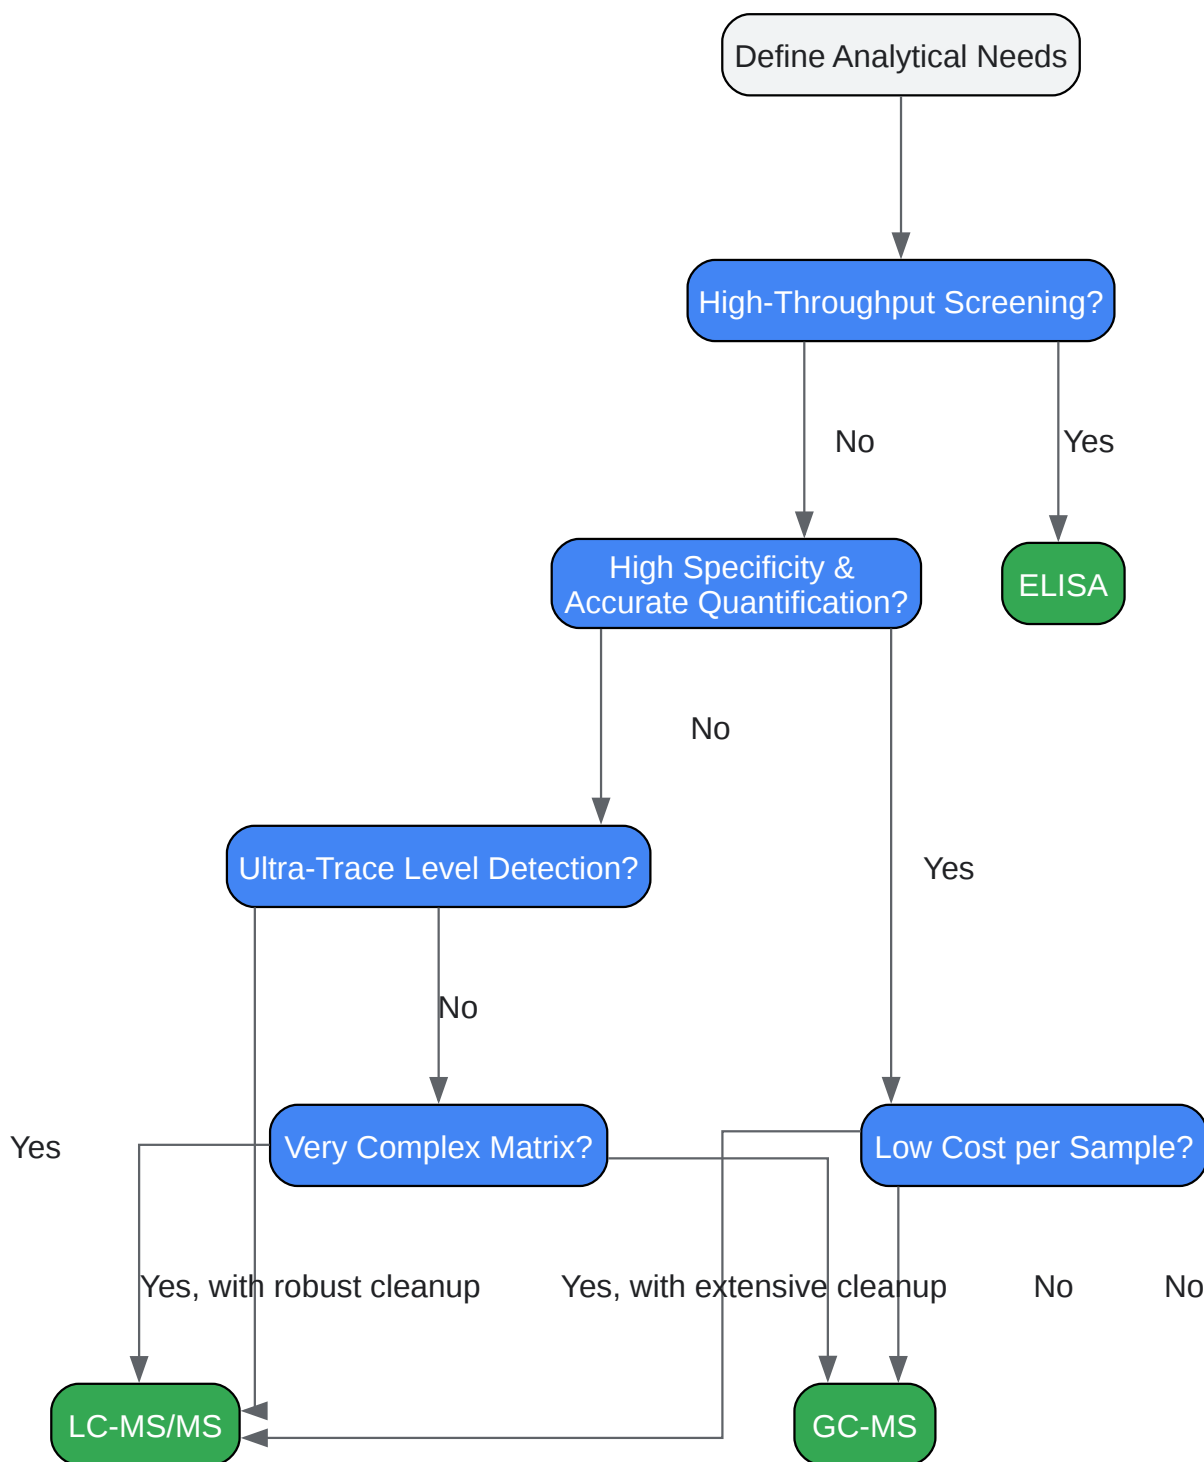 Define Analytical Needs
High-Throughput Screening?
No
Yes
High Specificity &
Accurate Quantification?
ELISA
No
Ultra-Trace Level Detection?
Yes
No
Yes
Very Complex Matrix?
Low Cost per Sample?
Yes, with robust cleanup
Yes, with extensive cleanup
No
No
LC-MS/MS
GC-MS